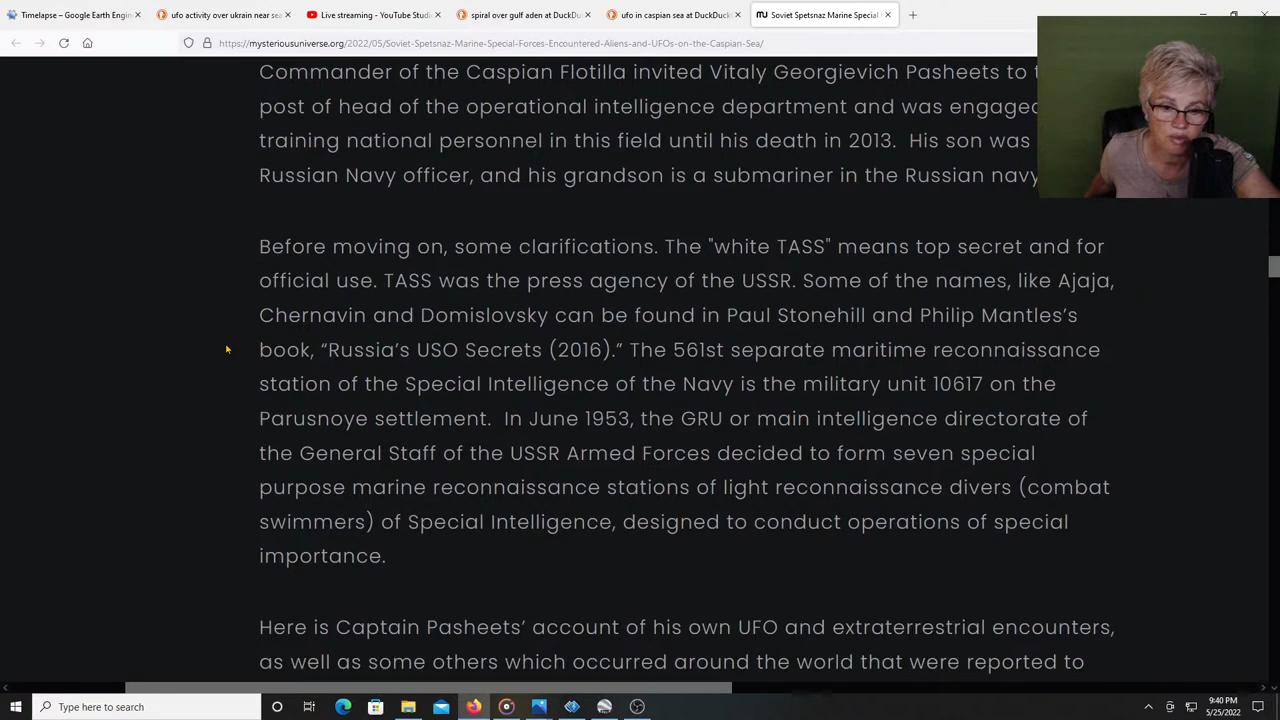 Timelapse – Google Earth Engin
ufo activity over ukrain near sea
Live streaming - YouTube Studio
spiral over gulf aden at DuckDu
ufo in caspian sea at DuckDuck
Soviet Spetsnaz Marine Special
https://mysteriousuniverse.org/2022/05/Soviet-Spetsnaz-Marine-Special-Forces-Encountered-Aliens-and-UFOs-on-the-Caspian-Sea/
Commander of the Caspian Flotilla invited Vitaly Georgievich Pasheets to
post of head of the operational intelligence department and was engaged
training national personnel in this field until his death in 2013. His son was
Russian Navy officer, and his grandson is a submariner in the Russian navy
Before moving on, some clarifications. The "white TASS" means top secret and for
official use. TASS was the press agency of the USSR. Some of the names, like Ajaja,
Chernavin and Domislovsky can be found in Paul Stonehill and Philip Mantles’s
book, “Russia’s USO Secrets (2016).” The 561st separate maritime reconnaissance
station of the Special Intelligence of the Navy is the military unit 10617 on the
Parusnoye settlement. In June 1953, the GRU or main intelligence directorate of
the General Staff of the USSR Armed Forces decided to form seven special
purpose marine reconnaissance stations of light reconnaissance divers (combat
swimmers) of Special Intelligence, designed to conduct operations of special
importance.
Here is Captain Pasheets’ account of his own UFO and extraterrestrial encounters,
as well as some others which occurred around the world that were reported to
Type here to search
9:40 PM
5/25/2022